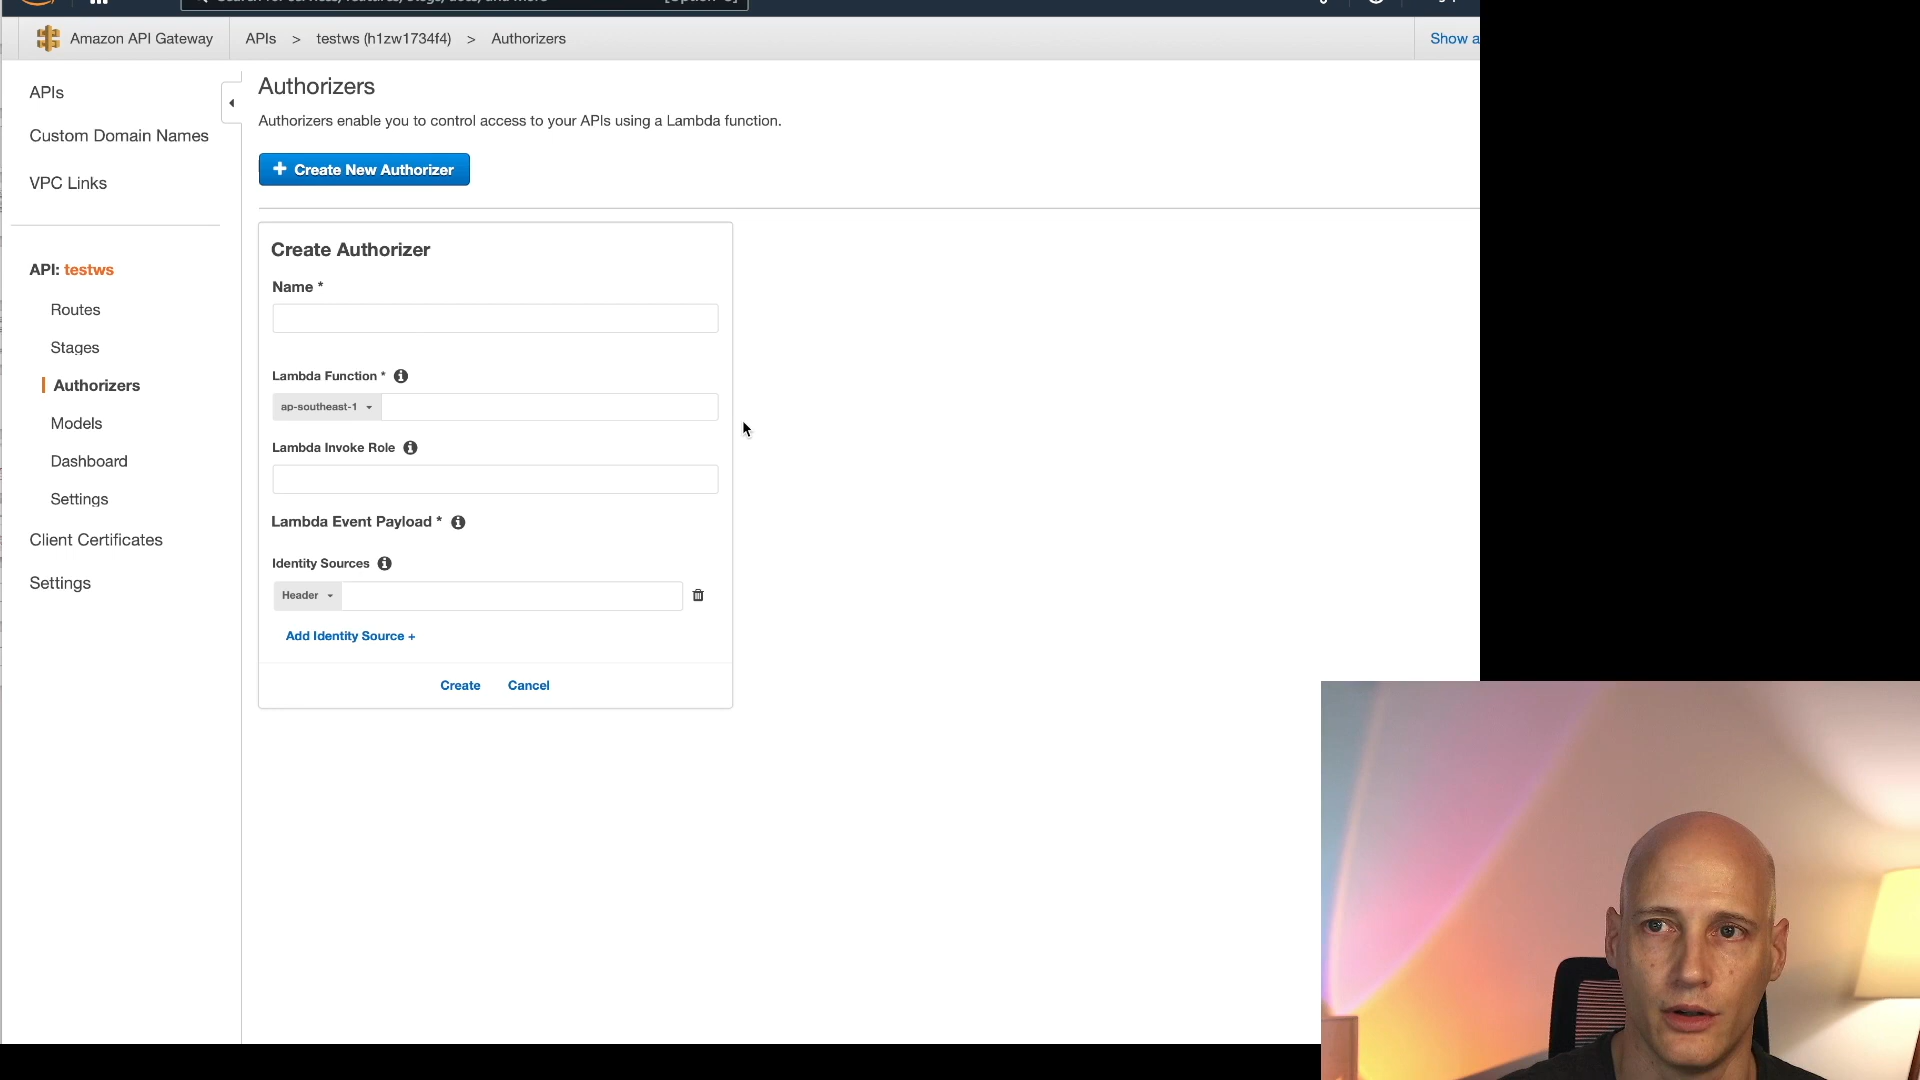 Amazon API Gateway APIs > testws (h1zw1734f4) > Authorizers Show a
APIs
Custom Domain Names
VPC Links
API: testws
Routes
Stages
Authorizers
Models
Dashboard
Settings
Client Certificates
Settings
Authorizers
Authorizers enable you to control access to your APIs using a Lambda function.
+ Create New Authorizer
Create Authorizer
Name *
Lambda Function *
ap-southeast-1
Lambda Invoke Role
Lambda Event Payload *
Identity Sources
Header
Add Identity Source +
Create Cancel